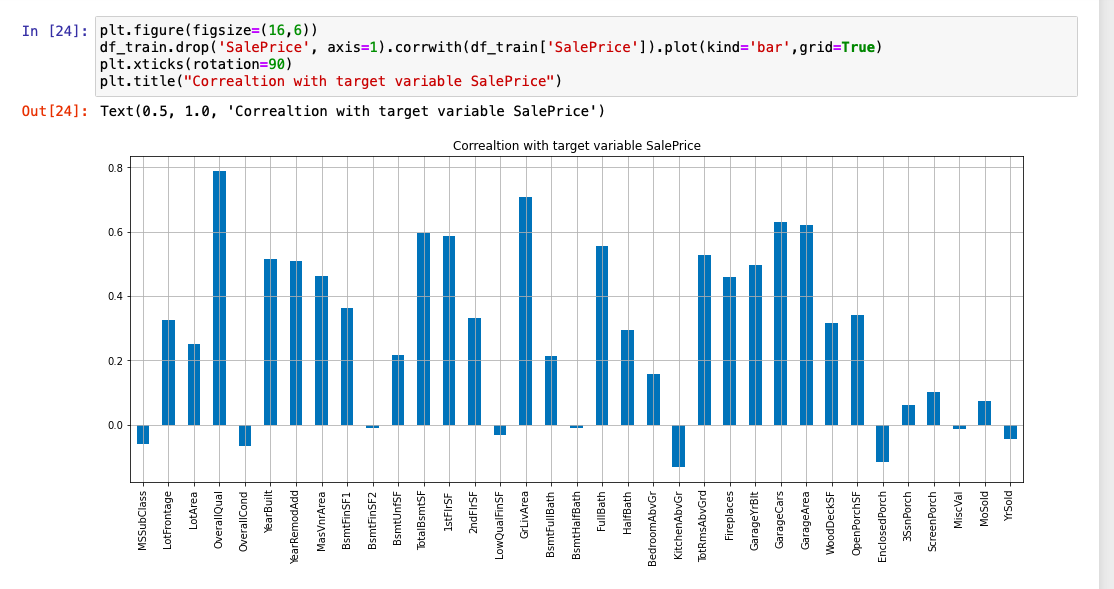 In [24]: plt.figure(figsize=(16,6))
df_train.drop('SalePrice', axis=1).corrwith(df_train['SalePrice']).plot(kind='bar',grid=True)
plt.xticks(rotation=90)
plt.title("Correaltion with target variable SalePrice")
Out[24]: Text(0.5, 1.0, 'Correaltion with target variable SalePrice')
Correaltion with target variable SalePrice
0.8
0.6
0.4
0.2
0.0
MSSubClass
LotFrontage
LotArea
OverallQual
OverallCond
YearBuilt
YearRemodAdd
MasVnrArea
BsmtFinSF1
BsmtFinSF2
BsmtUnfSF
TotalBsmtSF
1stFlrSF
2ndFlrSF
LowQualFinSF
GrLivArea
BsmtFullBath
BsmtHalfBath
FullBath
HalfBath
BedroomAbvGr
KitchenAbvGr
TotRmsAbvGrd
Fireplaces
GarageYrBlt
GarageCars
GarageArea
WoodDeckSF
OpenPorchSF
EnclosedPorch
3SsnPorch
ScreenPorch
MiscVal
MoSold
YrSold